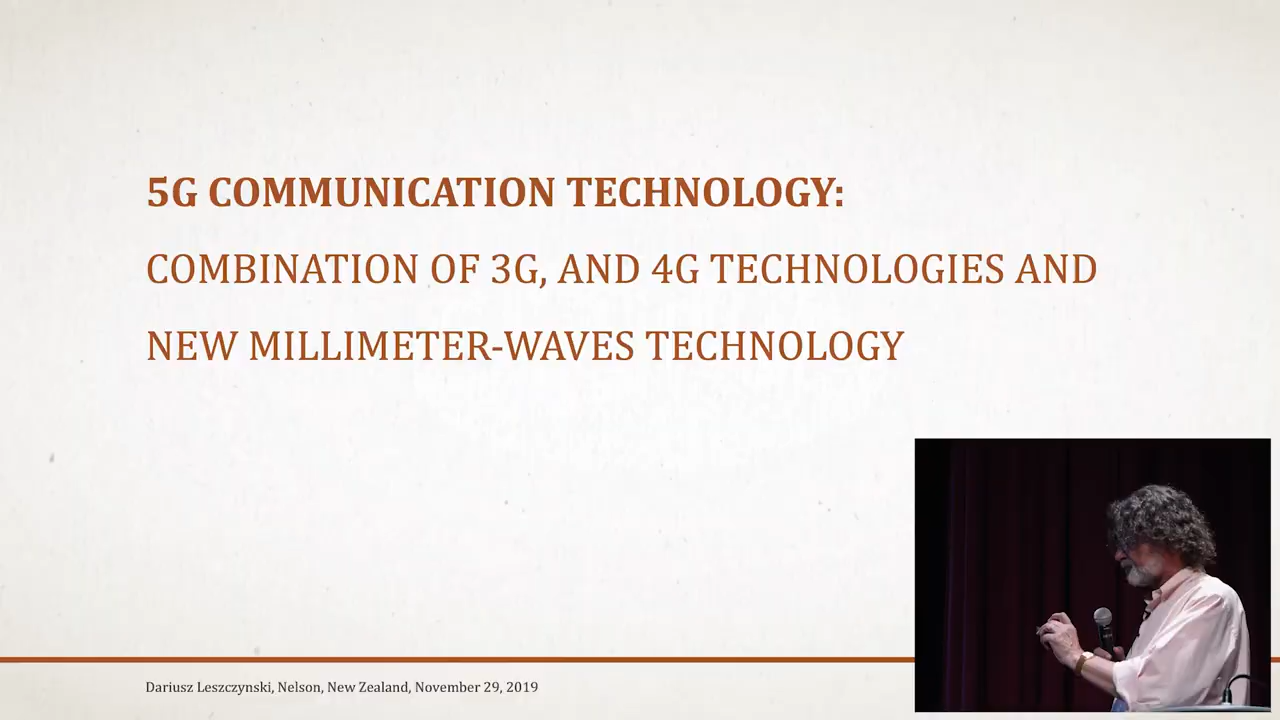 5G COMMUNICATION TECHNOLOGY:
COMBINATION OF 3G, AND 4G TECHNOLOGIES AND
NEW MILLIMETER-WAVES TECHNOLOGY
Dariusz Leszczynski, Nelson, New Zealand, November 29, 2019